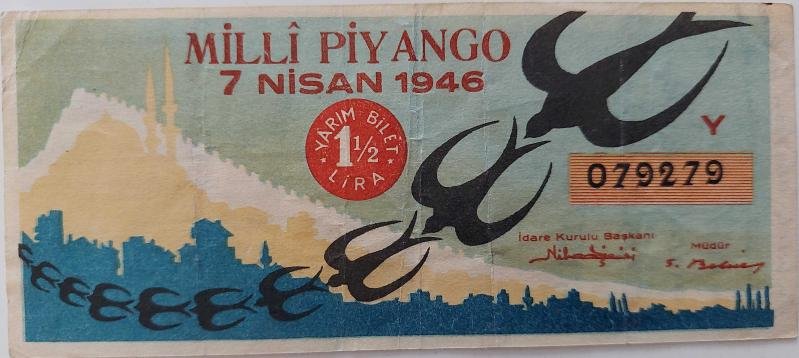 MİLLÎ PİYANGO
7 NİSAN 1946
YARIM BİLÊT
1 1/2
LİRA
Y
079279
İdare Kurulu Başkanı
Müdür